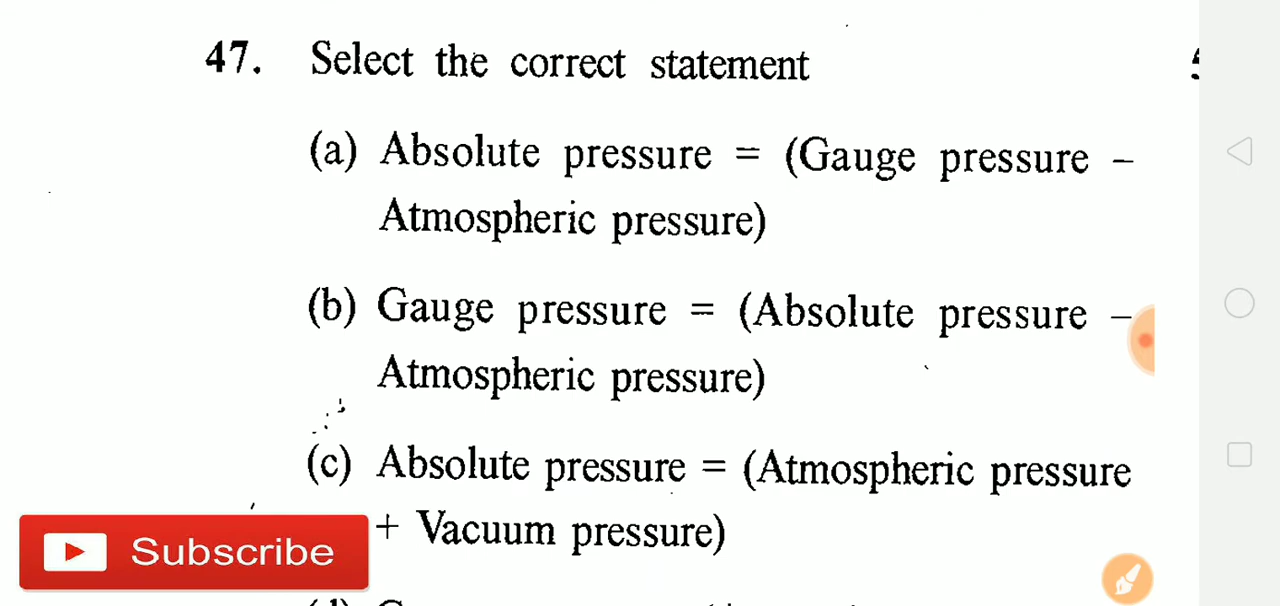 47. Select the correct statement
(a) Absolute pressure = (Gauge pressure –
Atmospheric pressure)
(b) Gauge pressure = (Absolute pressure –
Atmospheric pressure)
(c) Absolute pressure = (Atmospheric pressure
+ Vacuum pressure)
Subscribe